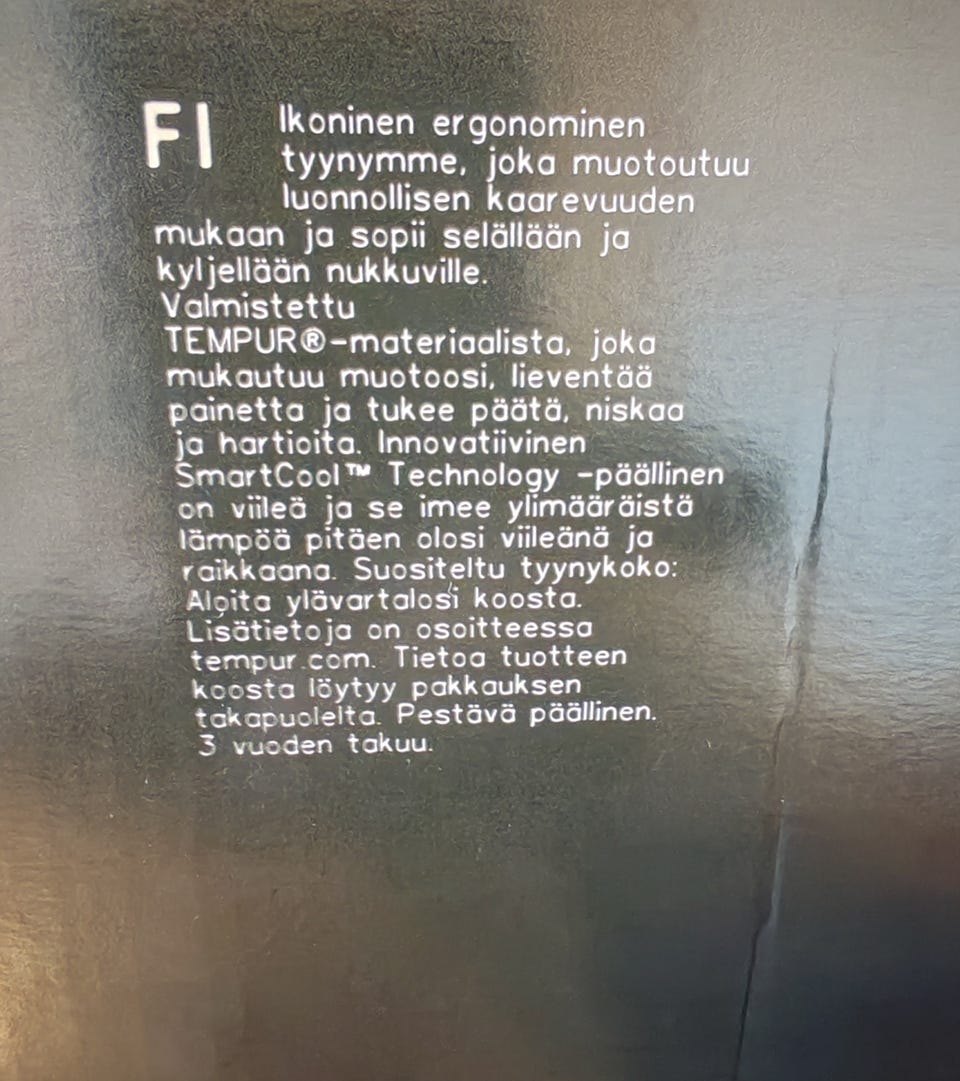 FI
Ikoninen ergonominen
tyynymme, joka muotoutuu
luonnollisen kaarevuuden
mukaan ja sopii selällään ja
kyljellään nukkuville.
Valmistettu
TEMPUR®-materiaalista, joka
mukautuu muotoosi, lieventää
painetta ja tukee päätä, niskaa
ja hartioita. Innovatiivinen
SmartCool™ Technology -päällinen
on viileä ja se imee ylimääräistä
lämpöä pitäen olosi viileänä ja
raikkaana. Suositeltu tyynykoko:
Aloita ylävartalosi koosta.
Lisätietoja on osoitteessa
tempur.com. Tietoa tuotteen
koosta löytyy pakkauksen
takapuolelta. Pestävä päällinen.
3 vuoden takuu.